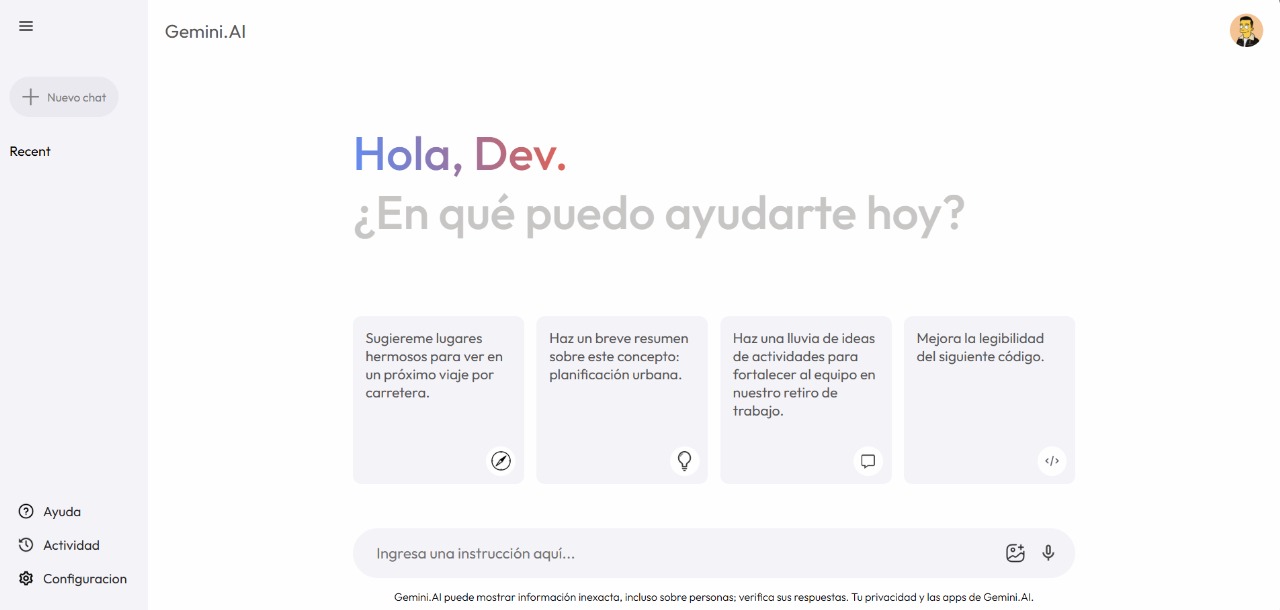 Gemini.AI
Nuevo chat
Recent
Hola, Dev.
¿En qué puedo ayudarte hoy?
Sugiereme lugares
hermosos para ver en
un próximo viaje por
carretera.
Haz un breve resumen
sobre este concepto:
planificación urbana.
Haz una lluvia de ideas
de actividades para
fortalecer al equipo en
nuestro retiro de
trabajo.
Mejora la legibilidad
del siguiente código.
Ayuda
Actividad
Configuracion
Ingresa una instrucción aquí...
Gemini.AI puede mostrar información inexacta, incluso sobre personas; verifica sus respuestas. Tu privacidad y las apps de Gemini.AI.